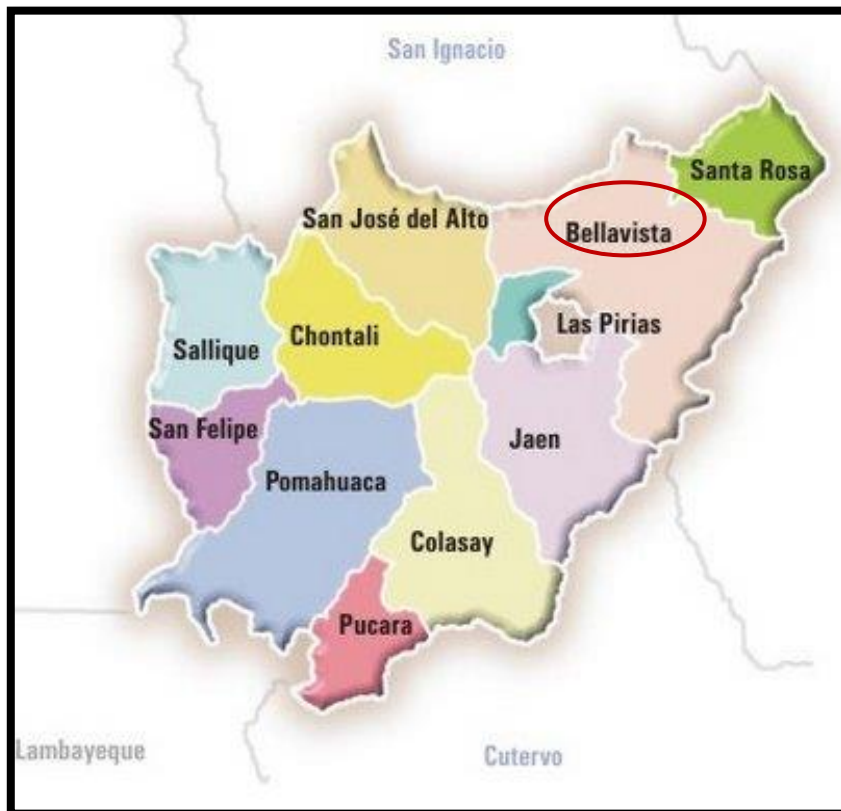 San Ignacio
Santa Rosa
San José del Alto
Bellavista
Las Pirias
Chontali
Sallique
San Felipe
Jaen
Pomahuaca
Colasay
Pucara
Lambayeque
Cutervo